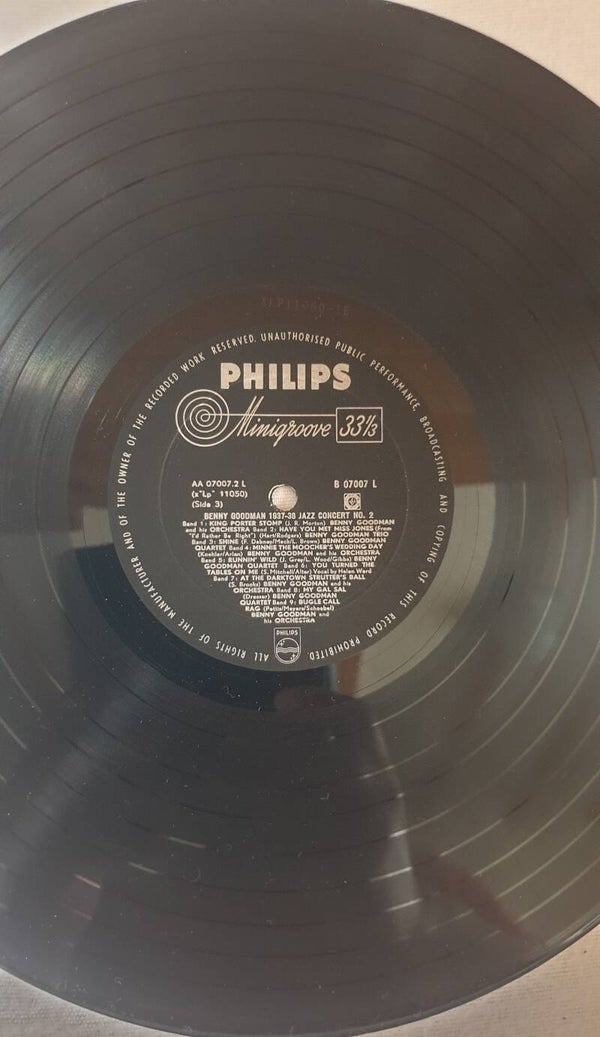 ALL RIGHTS OF THE MANUFACTURER AND OF THE OWNER OF THE RECORDED WORK RESERVED. UNAUTHORISED PUBLIC PERFORMANCE, BROADCASTING AND COPYING OF THIS RECORD PROHIBITED
PHILIPS
Minigroove 33⅓
AA 07007.2 L
B 07007 L
(x"Lp" 11050)
(Side 3)
BENNY GOODMAN 1937-38 JAZZ CONCERT NO. 2
Band 1: KING PORTER STOMP (J. R. Morton) BENNY GOODMAN
and his ORCHESTRA Band 2: HAVE YOU MET MISS JONES (From
"I'd Rather Be Right") (Hart/Rodgers) BENNY GOODMAN TRIO
Band 3: SHINE (F. Dabney/Mack/L. Brown) BENNY GOODMAN
QUARTET Band 4: MINNIE THE MOOCHER'S WEDDING DAY
(Koehler/Arlen) BENNY GOODMAN and his ORCHESTRA
Band 5: RUNNIN' WILD (J. Grey/L. Wood/Gibbs) BENNY
GOODMAN QUARTET Band 6: YOU TURNED THE
TABLES ON ME (S. Mitchell/Alter) Vocal by Helen Ward
Band 7: AT THE DARKTOWN STRUTTER'S BALL
(S. Brooks) BENNY GOODMAN and his
ORCHESTRA Band 8: MY GAL SAL
(Dresser) BENNY GOODMAN
QUARTET Band 9: BUGLE CALL
RAG (Pettis/Meyers/Schoebel)
BENNY GOODMAN and
his ORCHESTRA
PHILIPS